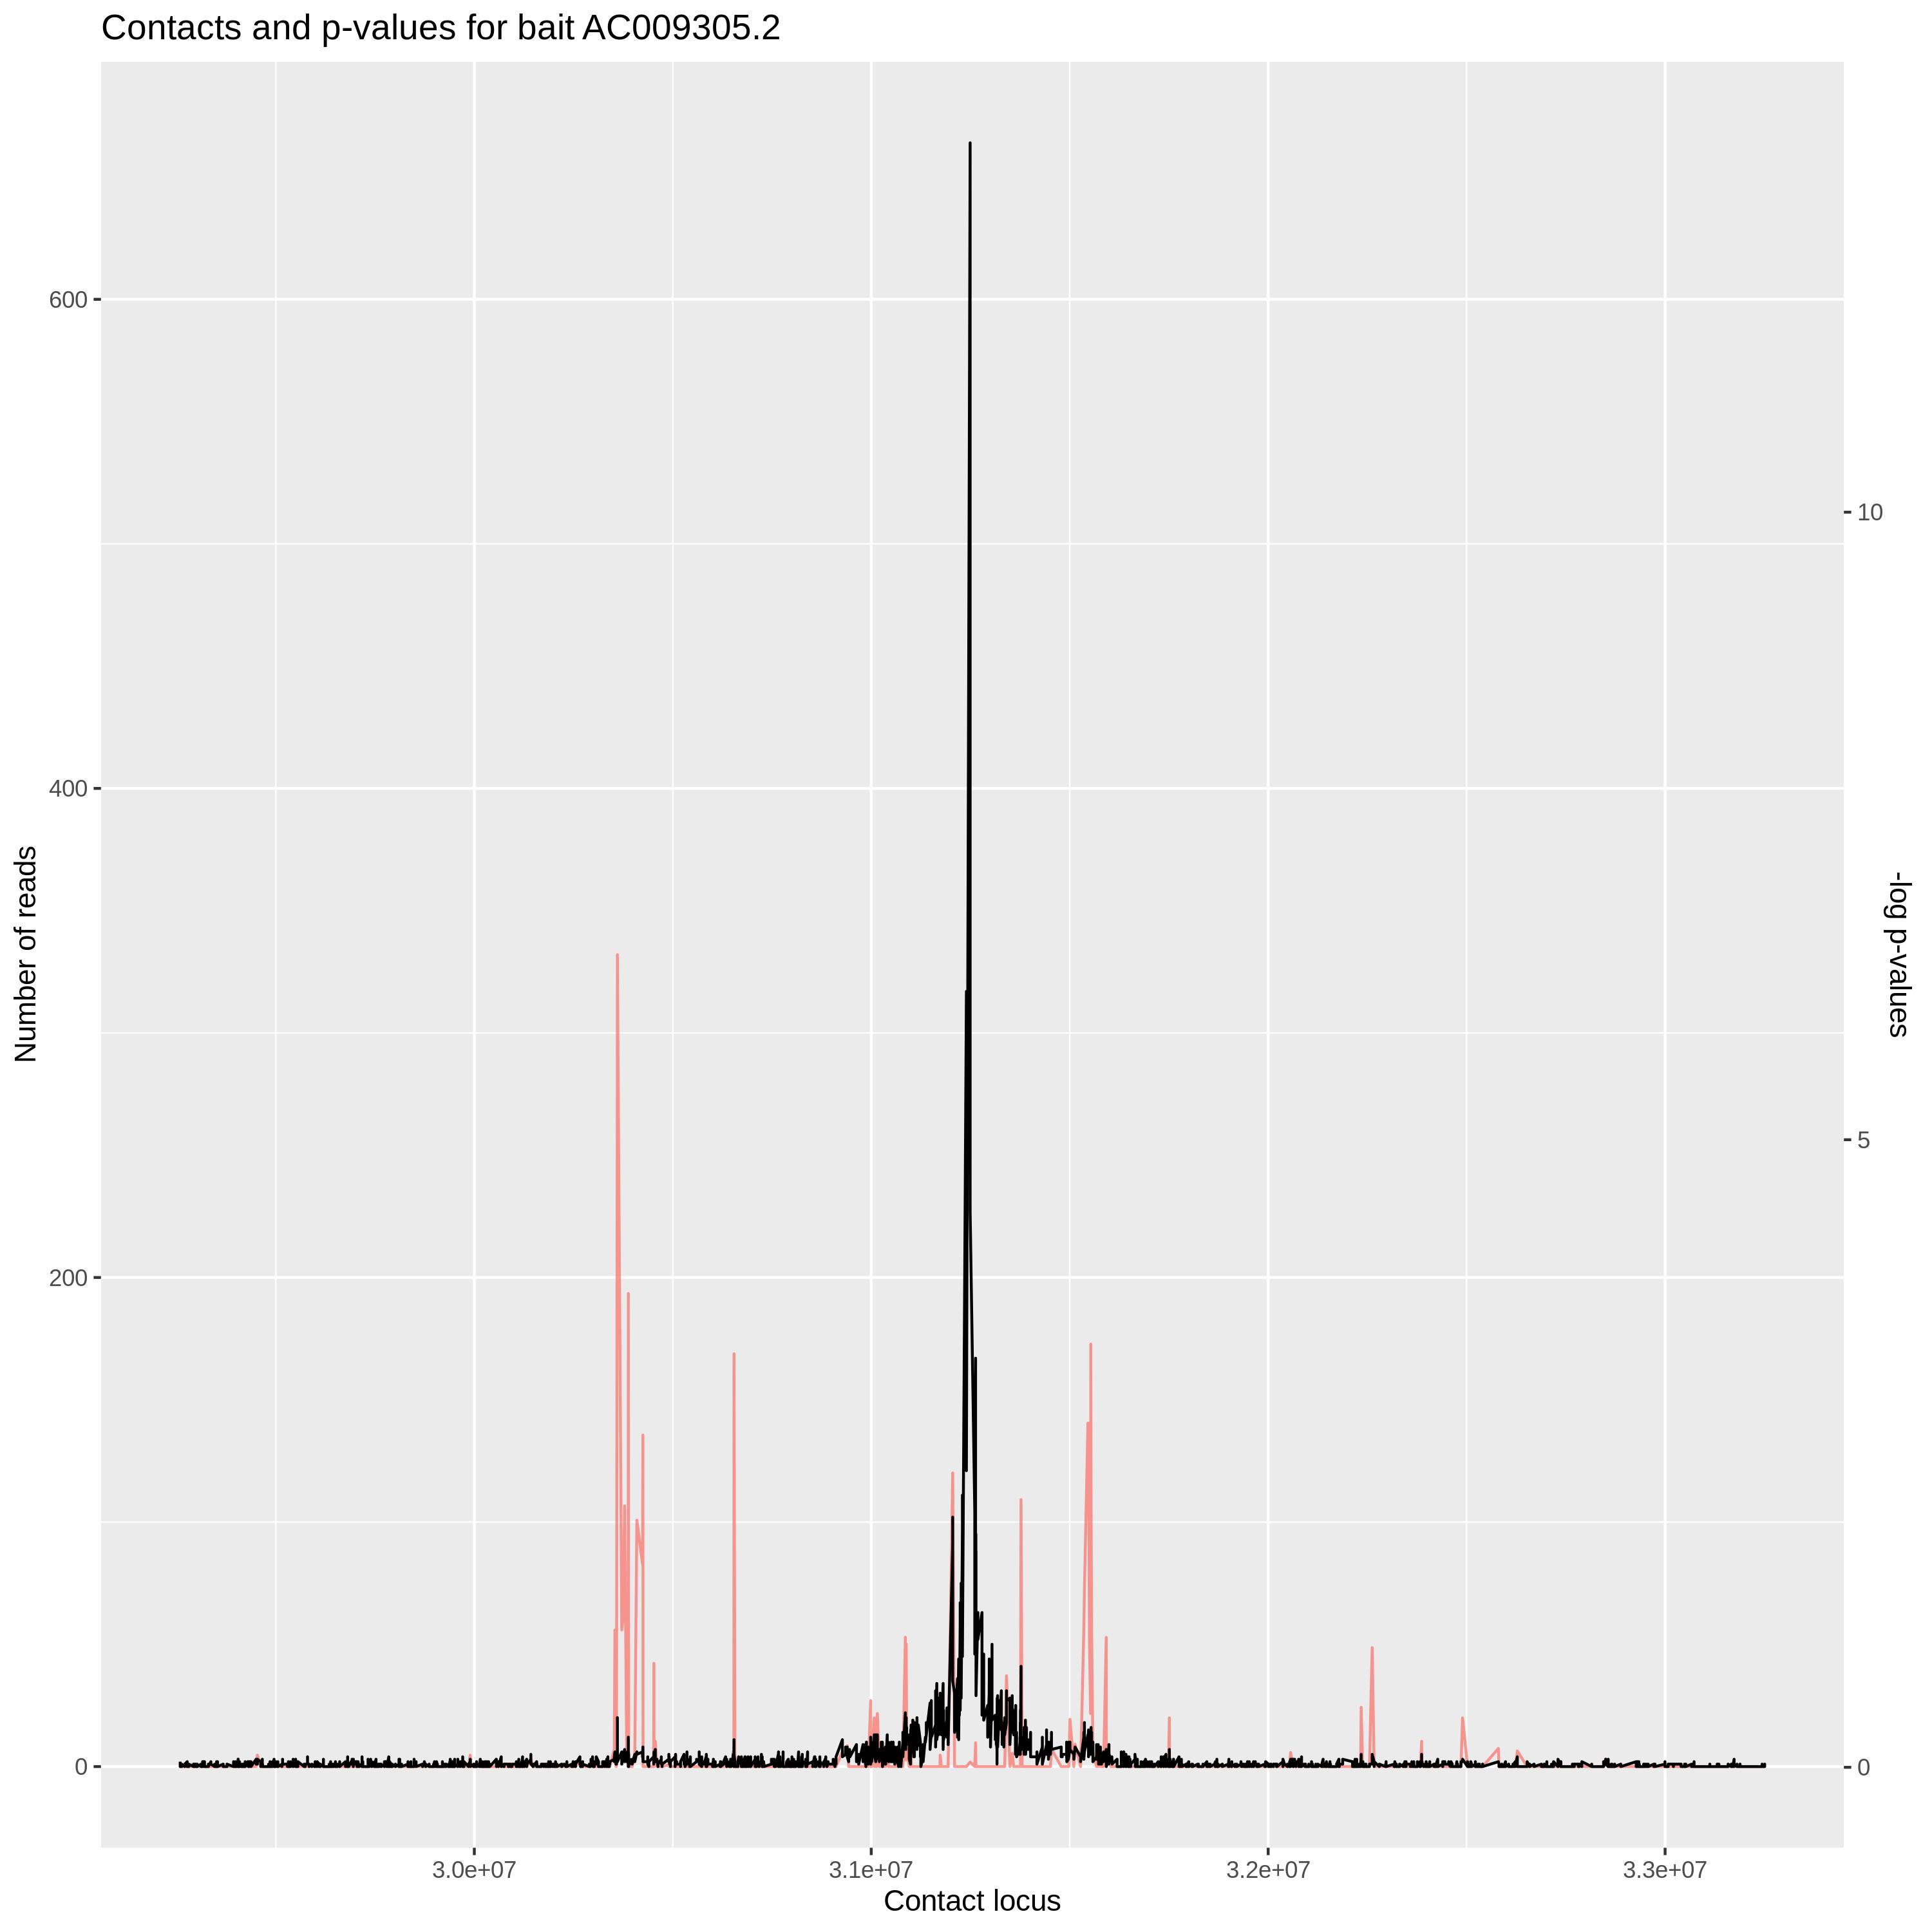 Contacts and p-values for bait AC009305.2
600
400
200
0
Number of reads
10
5
0
-log p-values
3.0e+07
3.1e+07
3.2e+07
3.3e+07
Contact locus